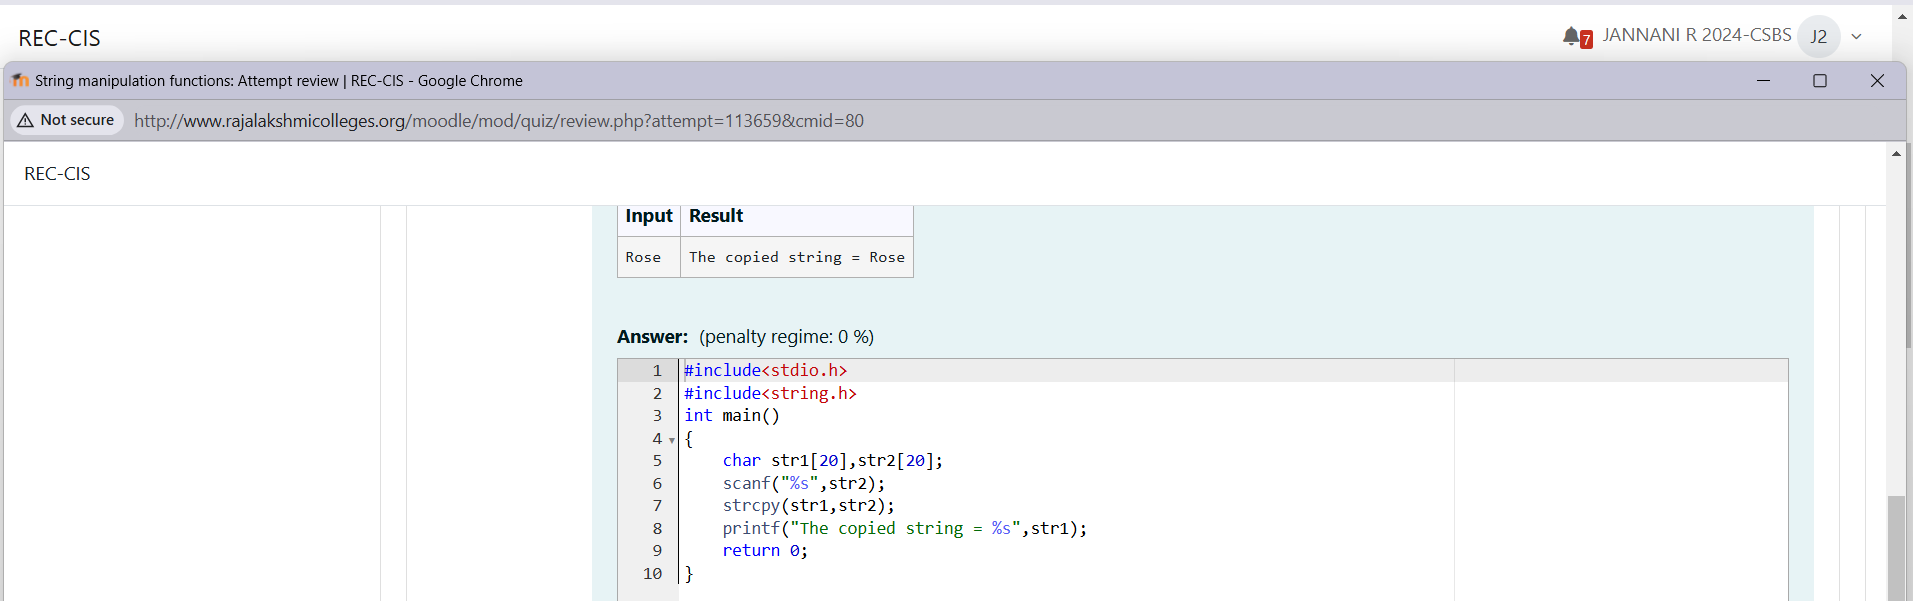 REC-CIS
7 JANNANI R 2024-CSBS J2
String manipulation functions: Attempt review | REC-CIS - Google Chrome
Not secure http://www.rajalakshmicolleges.org/moodle/mod/quiz/review.php?attempt=113659&cmid=80
REC-CIS
Input Result
Rose The copied string = Rose
Answer: (penalty regime: 0 %)
1 #include<stdio.h>
2 #include<string.h>
3 int main()
4 {
5 char str1[20],str2[20];
6 scanf("%s",str2);
7 strcpy(str1,str2);
8 printf("The copied string = %s",str1);
9 return 0;
10 }